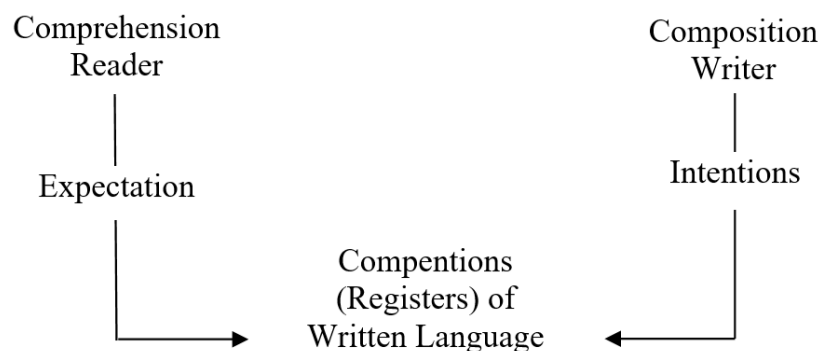 Comprehension
Reader
Composition
Writer
Expectation
Intentions
Compentions
(Registers) of
Written Language